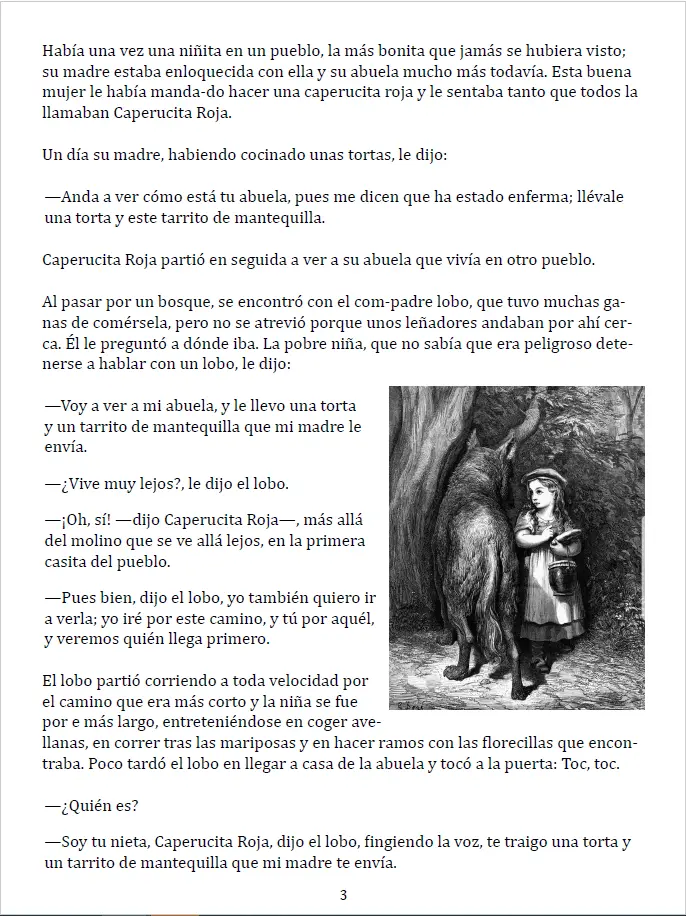 Había una vez una niñita en un pueblo, la más bonita que jamás se hubiera visto;
su madre estaba enloquecida con ella y su abuela mucho más todavía. Esta buena
mujer le había manda-do hacer una caperucita roja y le sentaba tanto que todos la
llamaban Caperucita Roja.
Un día su madre, habiendo cocinado unas tortas, le dijo:
—Anda a ver cómo está tu abuela, pues me dicen que ha estado enferma; llévale
una torta y este tarrito de mantequilla.
Caperucita Roja partió en seguida a ver a su abuela que vivía en otro pueblo.
Al pasar por un bosque, se encontró con el com-padre lobo, que tuvo muchas ga-
nas de comérsela, pero no se atrevió porque unos leñadores andaban por ahí cer-
ca. Él le preguntó a dónde iba. La pobre niña, que no sabía que era peligroso dete-
nerse a hablar con un lobo, le dijo:
—Voy a ver a mi abuela, y le llevo una torta
y un tarrito de mantequilla que mi madre le
envía.
—¿Vive muy lejos?, le dijo el lobo.
—¡Oh, sí! —dijo Caperucita Roja—, más allá
del molino que se ve allá lejos, en la primera
casita del pueblo.
—Pues bien, dijo el lobo, yo también quiero ir
a verla; yo iré por este camino, y tú por aquél,
y veremos quién llega primero.
El lobo partió corriendo a toda velocidad por
el camino que era más corto y la niña se fue
por e más largo, entreteniéndose en coger ave-
llanas, en correr tras las mariposas y en hacer ramos con las florecillas que encon-
traba. Poco tardó el lobo en llegar a casa de la abuela y tocó a la puerta: Toc, toc.
—¿Quién es?
—Soy tu nieta, Caperucita Roja, dijo el lobo, fingiendo la voz, te traigo una torta y
un tarrito de mantequilla que mi madre te envía.
3